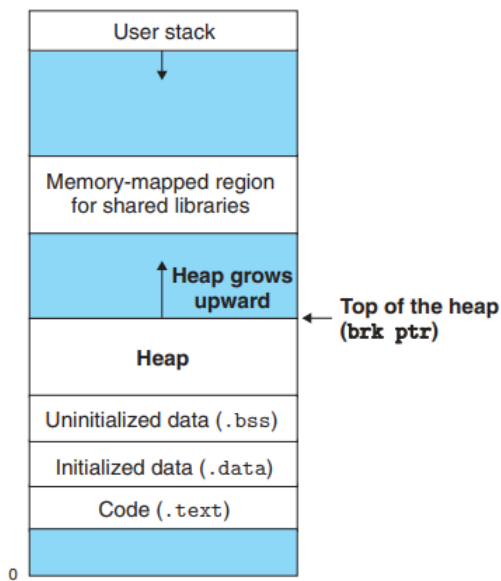 User stack
Memory-mapped region
for shared libraries
Heap grows
upward
Top of the heap
(brk ptr)
Heap
Uninitialized data (.bss)
Initialized data (.data)
Code (.text)
0